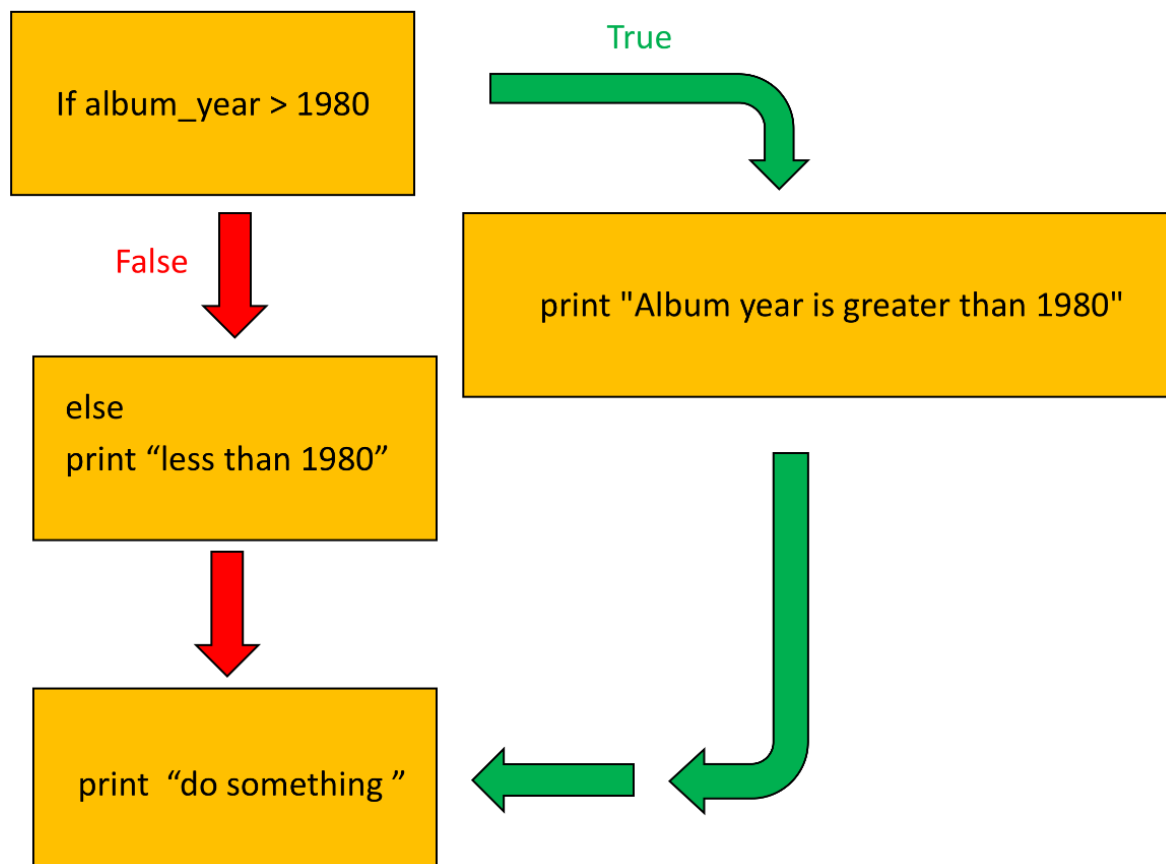 If album_year > 1980
True
False
print "Album year is greater than 1980"
else
print “less than 1980”
print  “do something ”